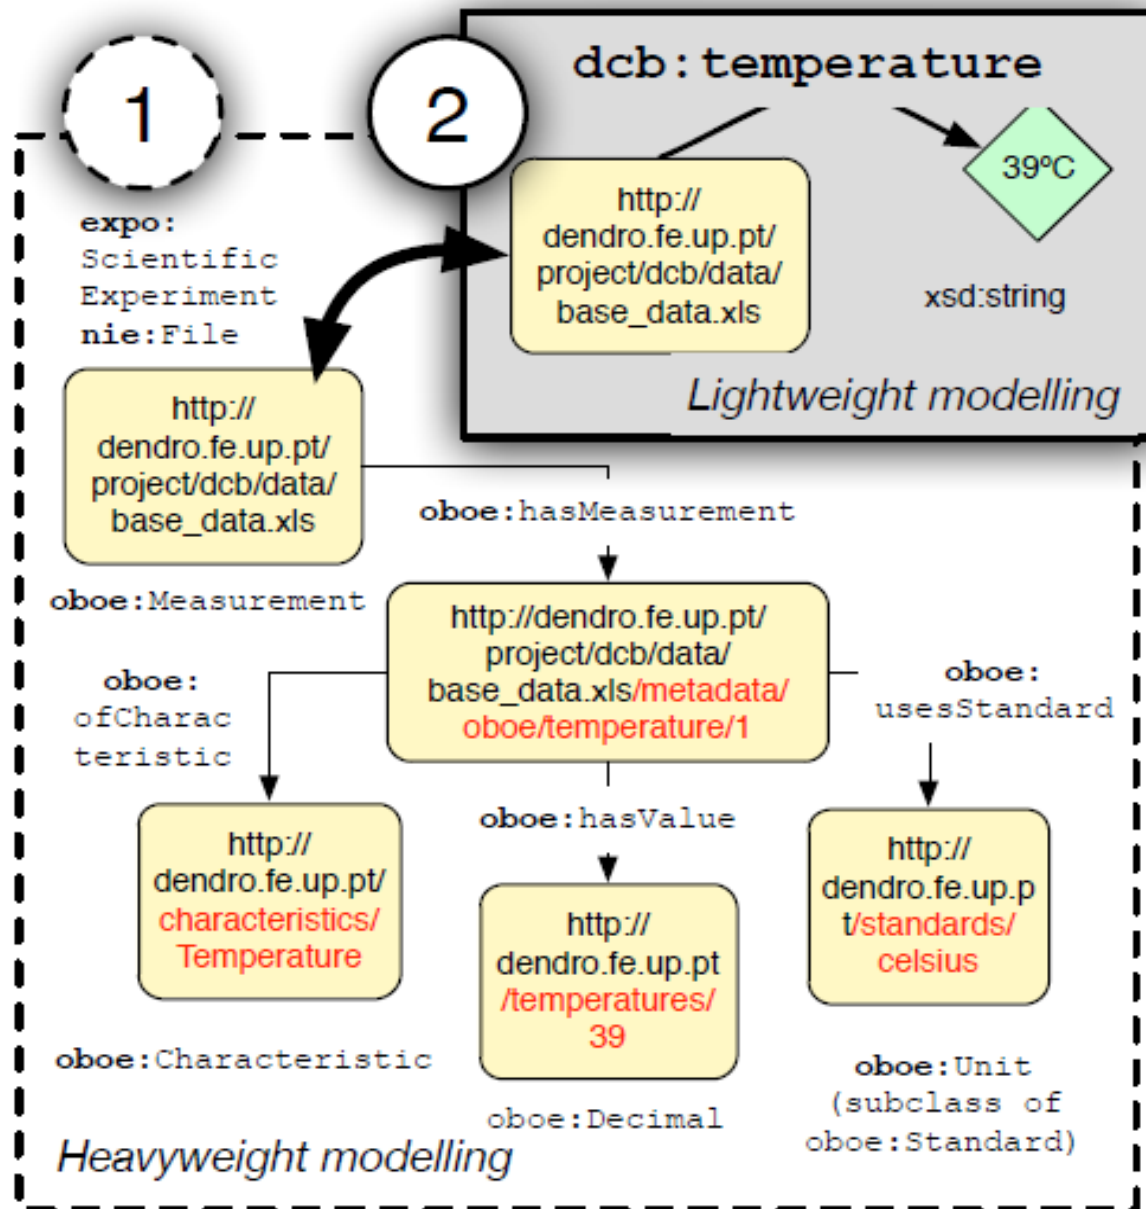 1
2
dcb:temperature
http://
dendro.fe.up.pt/
project/dcb/data/
base_data.xls
39ºC
xsd:string
Lightweight modelling
expo:
Scientific
Experiment
nie:File
http://
dendro.fe.up.pt/
project/dcb/data/
base_data.xls
oboe:hasMeasurement
oboe:Measurement
http://dendro.fe.up.pt/
project/dcb/data/
base_data.xls/metadata/
oboe/temperature/1
oboe:
ofCharac
teristic
oboe:
usesStandard
oboe:hasValue
http://
dendro.fe.up.pt/
characteristics/
Temperature
http://
dendro.fe.up.pt
/temperatures/
39
http://
dendro.fe.up.p
t/standards/
celsius
oboe:Characteristic
oboe:Decimal
oboe:Unit
(subclass of
oboe:Standard)
Heavyweight modelling